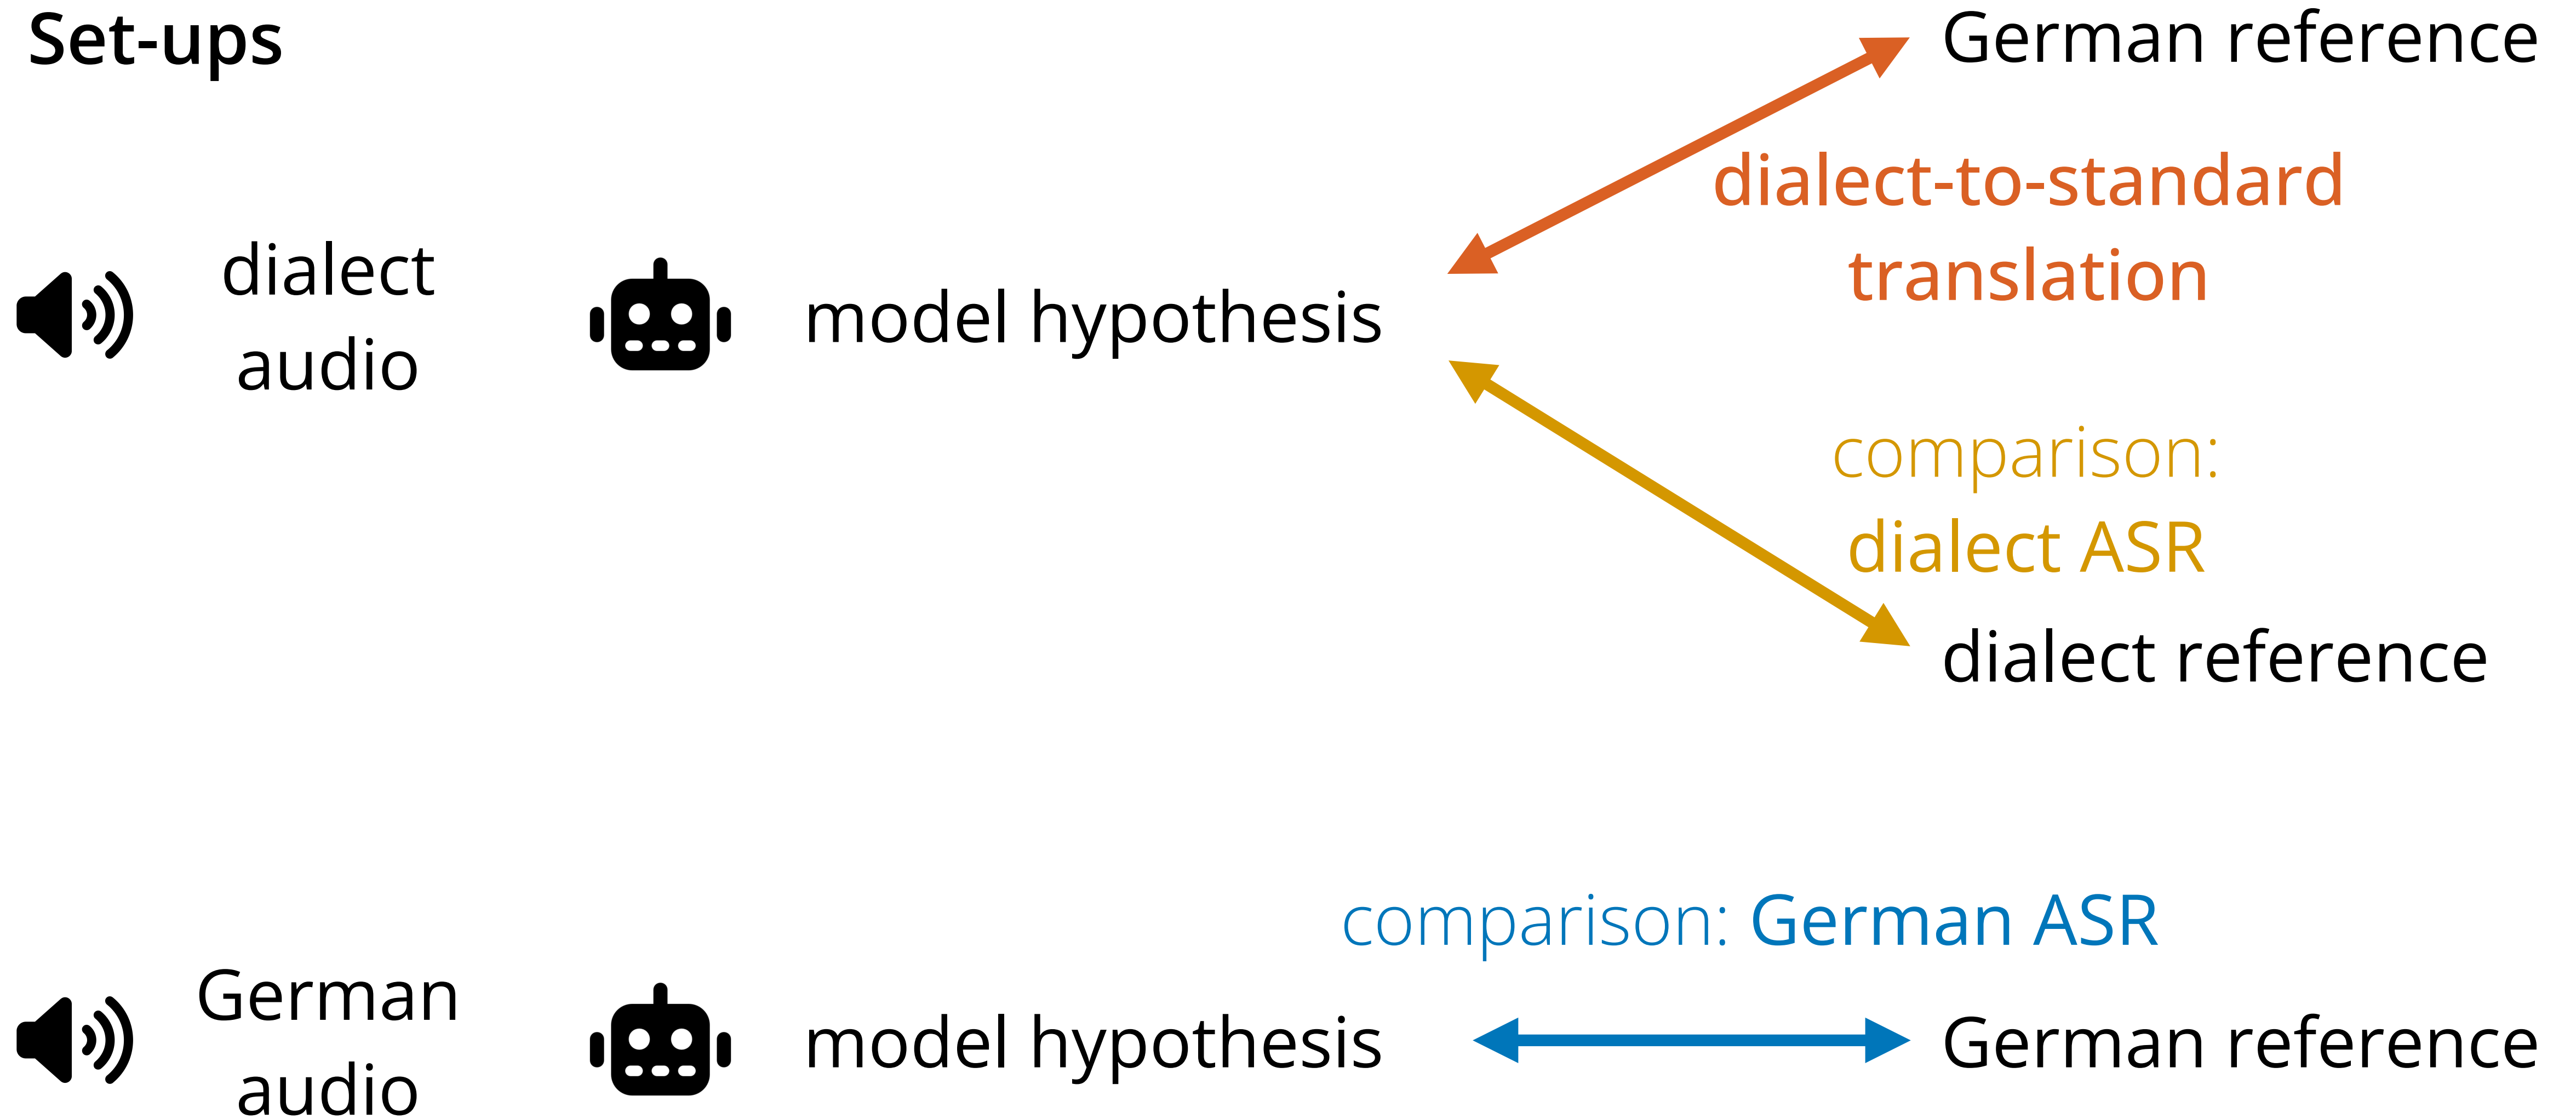 Set-ups
German reference
dialect-to-standard
translation
dialect
audio
model hypothesis
comparison:
dialect ASR
dialect reference
comparison: German ASR
German
audio
model hypothesis
German reference